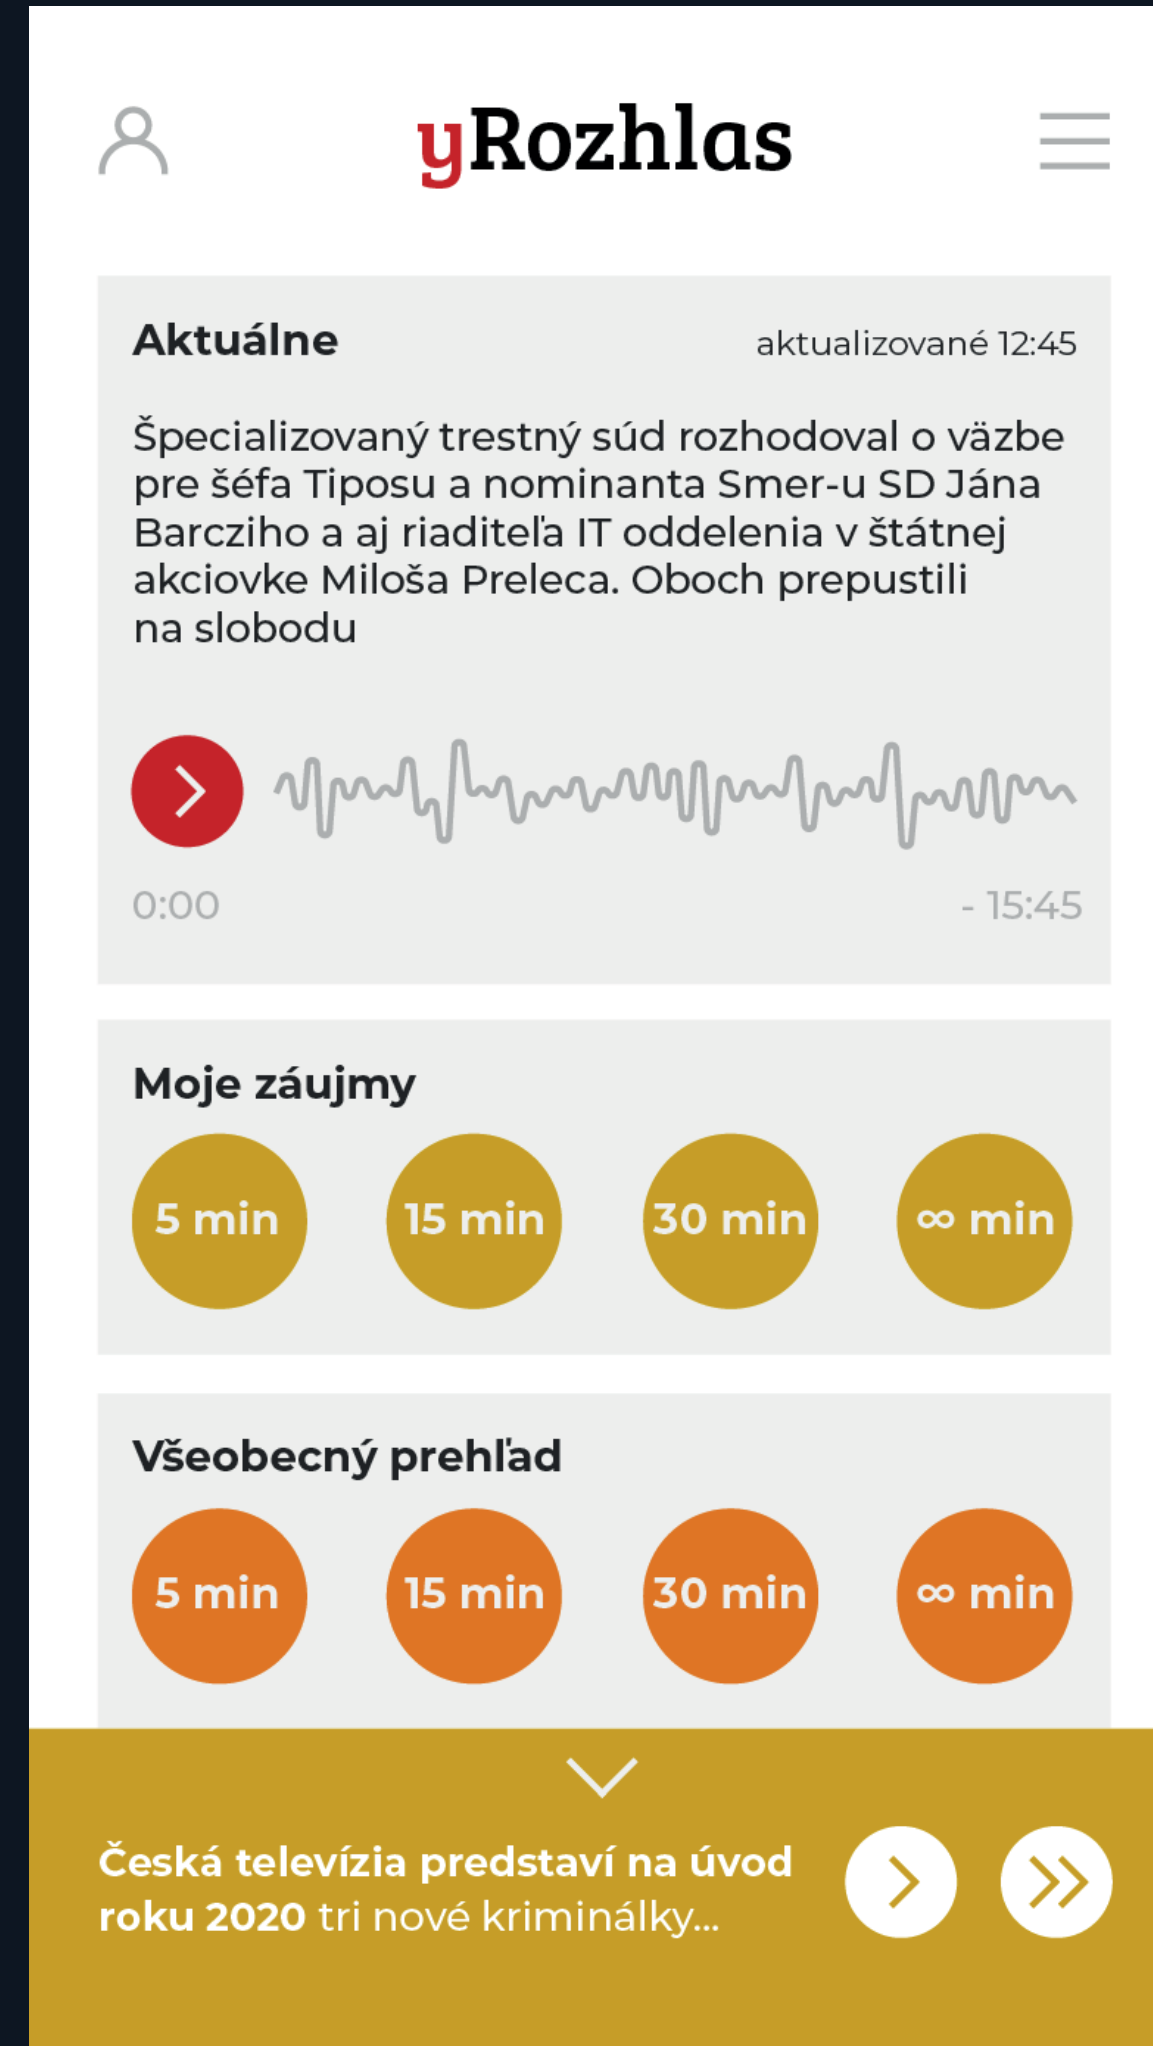 yRozhlas
Aktuálne
aktualizované 12:45
Špecializovaný trestný súd rozhodoval o väzbe
pre šéfa Tiposu a nominanta Smer-u SD Jána
Barcziho a aj riaditeľa IT oddelenia v štátnej
akciovke Miloša Preleca. Oboch prepustili
na slobodu
0:00
- 15:45
Moje záujmy
5 min
15 min
30 min
∞ min
Všeobecný prehľad
5 min
15 min
30 min
∞ min
Česká televízia predstaví na úvod
roku 2020 tri nové kriminálky...